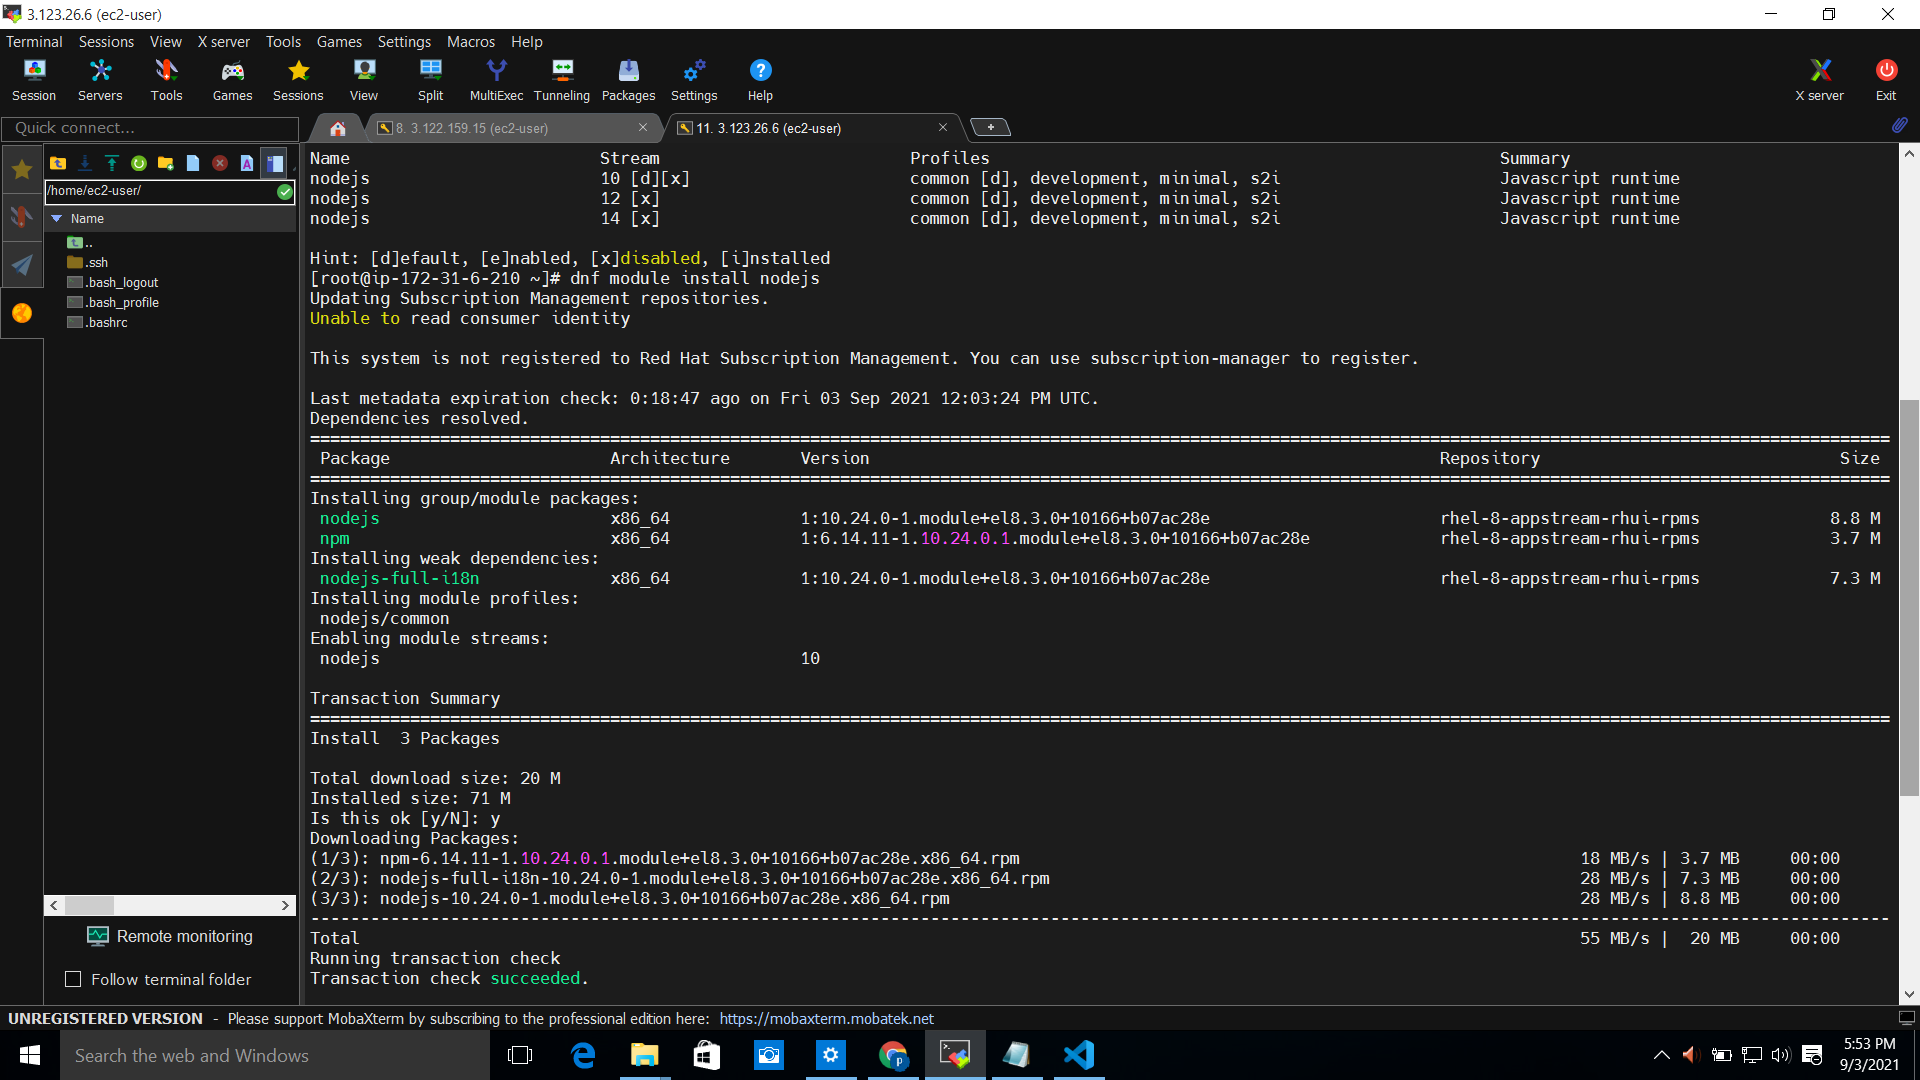 3.123.26.6 (ec2-user)
Terminal Sessions View X server Tools Games Settings Macros Help
Session Servers Tools Games Sessions View Split MultiExec Tunneling Packages Settings Help X server Exit
Quick connect...
8. 3.122.159.15 (ec2-user)
11. 3.123.26.6 (ec2-user)
/home/ec2-user/
Name
..
.ssh
.bash_logout
.bash_profile
.bashrc
Remote monitoring
Follow terminal folder
Name Stream Profiles Summary
nodejs 10 [d][x] common [d], development, minimal, s2i Javascript runtime
nodejs 12 [x] common [d], development, minimal, s2i Javascript runtime
nodejs 14 [x] common [d], development, minimal, s2i Javascript runtime
Hint: [d]efault, [e]nabled, [x]disabled, [i]nstalled
[root@ip-172-31-6-210 ~]# dnf module install nodejs
Updating Subscription Management repositories.
Unable to read consumer identity
This system is not registered to Red Hat Subscription Management. You can use subscription-manager to register.
Last metadata expiration check: 0:18:47 ago on Fri 03 Sep 2021 12:03:24 PM UTC.
Dependencies resolved.
Package Architecture Version Repository Size
Installing group/module packages:
nodejs x86_64 1:10.24.0-1.module+el8.3.0+10166+b07ac28e rhel-8-appstream-rhui-rpms 8.8 M
npm x86_64 1:6.14.11-1.10.24.0.1.module+el8.3.0+10166+b07ac28e rhel-8-appstream-rhui-rpms 3.7 M
Installing weak dependencies:
nodejs-full-i18n x86_64 1:10.24.0-1.module+el8.3.0+10166+b07ac28e rhel-8-appstream-rhui-rpms 7.3 M
Installing module profiles:
nodejs/common
Enabling module streams:
nodejs 10
Transaction Summary
Install 3 Packages
Total download size: 20 M
Installed size: 71 M
Is this ok [y/N]: y
Downloading Packages:
(1/3): npm-6.14.11-1.10.24.0.1.module+el8.3.0+10166+b07ac28e.x86_64.rpm 18 MB/s | 3.7 MB 00:00
(2/3): nodejs-full-i18n-10.24.0-1.module+el8.3.0+10166+b07ac28e.x86_64.rpm 28 MB/s | 7.3 MB 00:00
(3/3): nodejs-10.24.0-1.module+el8.3.0+10166+b07ac28e.x86_64.rpm 28 MB/s | 8.8 MB 00:00
Total 55 MB/s | 20 MB 00:00
Running transaction check
Transaction check succeeded.
UNREGISTERED VERSION - Please support MobaXterm by subscribing to the professional edition here: https://mobaxterm.mobatek.net
Search the web and Windows
5:53 PM
9/3/2021